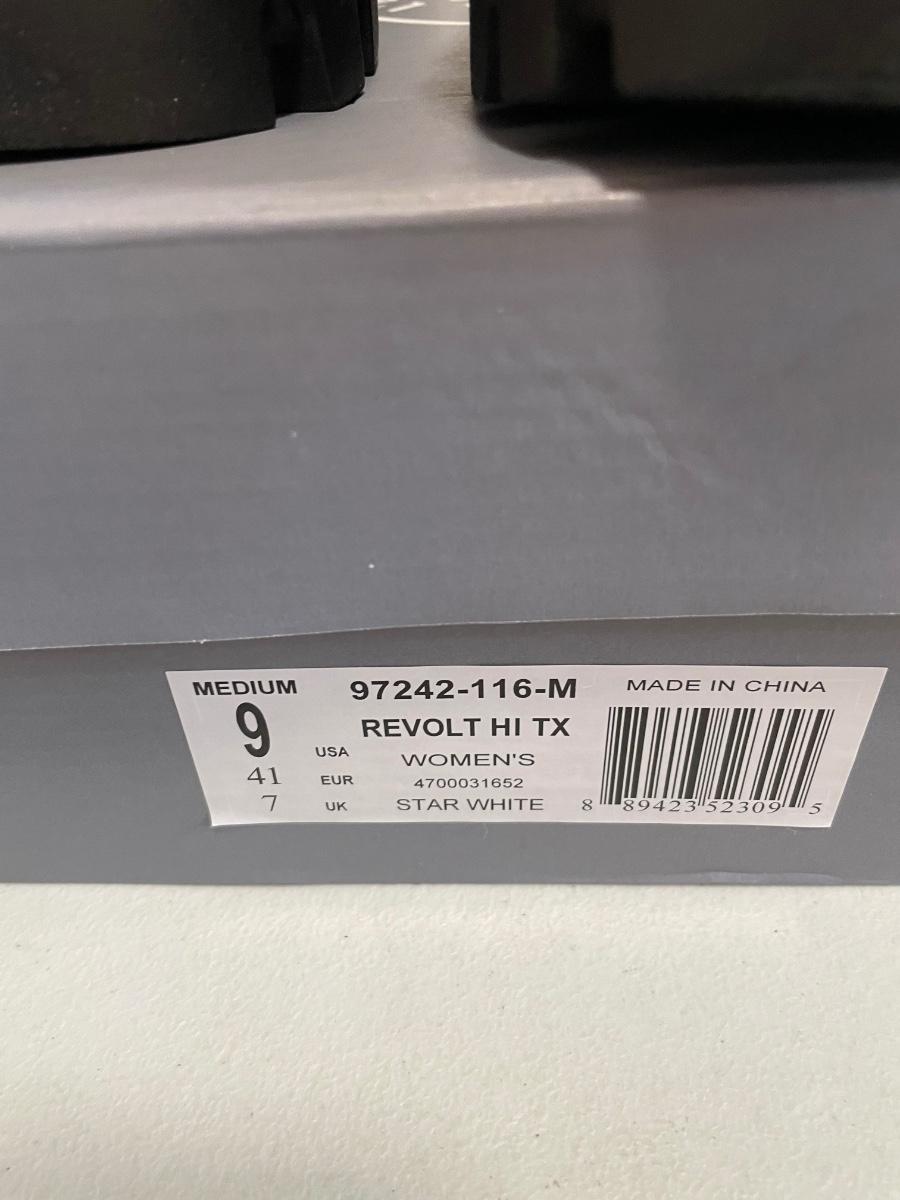 MEDIUM
9 USA
41 EUR
7 UK
97242-116-M
REVOLT HI TX
WOMEN'S
4700031652
STAR WHITE
MADE IN CHINA
8 89423 52309 5